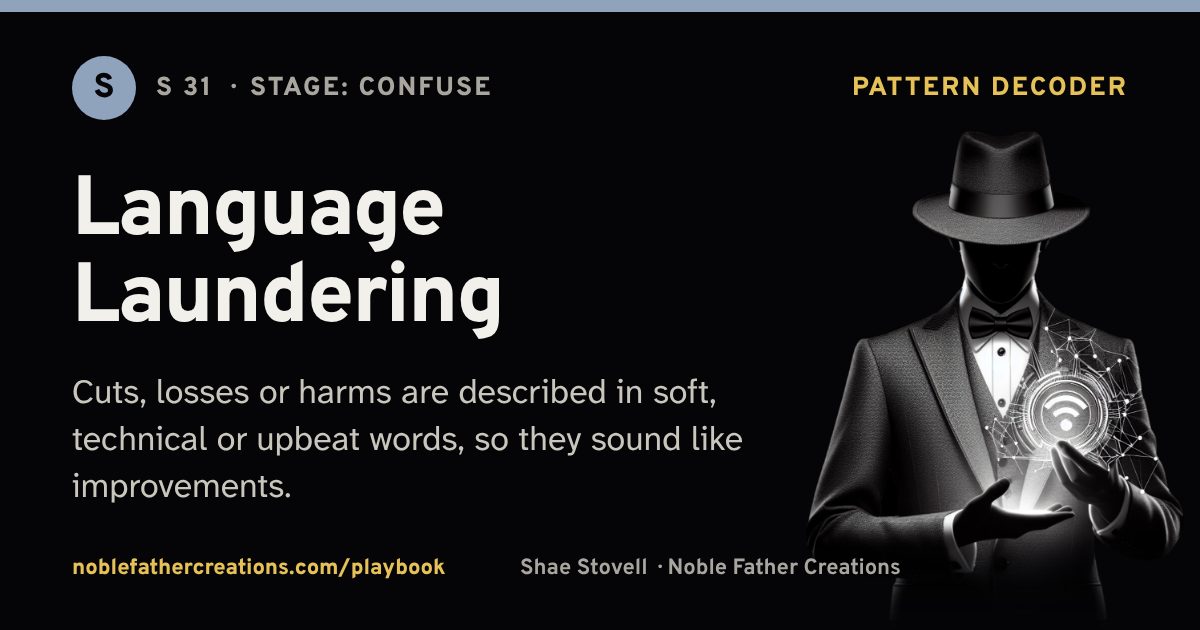 S
S 31 · STAGE: CONFUSE
PATTERN DECODER
Language
Laundering
Cuts, losses or harms are described in soft,
technical or upbeat words, so they sound like
improvements.
noblefathercreations.com/playbook
Shae Stovell · Noble Father Creations